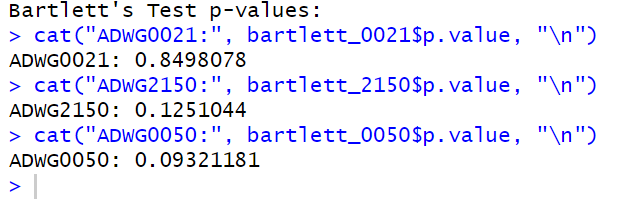 Bartlett's Test p-values:
> cat("ADWG0021:", bartlett_0021$p.value, "\n")
ADWG0021: 0.8498078
> cat("ADWG2150:", bartlett_2150$p.value, "\n")
ADWG2150: 0.1251044
> cat("ADWG0050:", bartlett_0050$p.value, "\n")
ADWG0050: 0.09321181
>